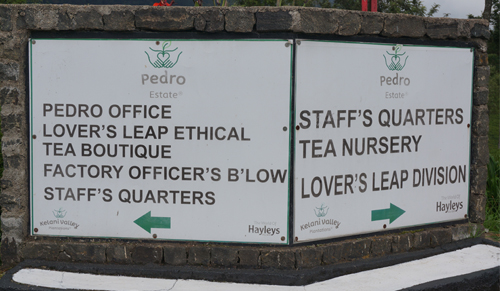 Pedro
Estate
PEDRO OFFICE
LOVER'S LEAP ETHICAL
TEA BOUTIQUE
FACTORY OFFICER'S B'LOW
STAFF'S QUARTERS
Kelani Valley
Hayleys
Pedro
Estate
STAFF'S QUARTERS
TEA NURSERY
LOVER'S LEAP DIVISION
Kelani Valley
Hayleys